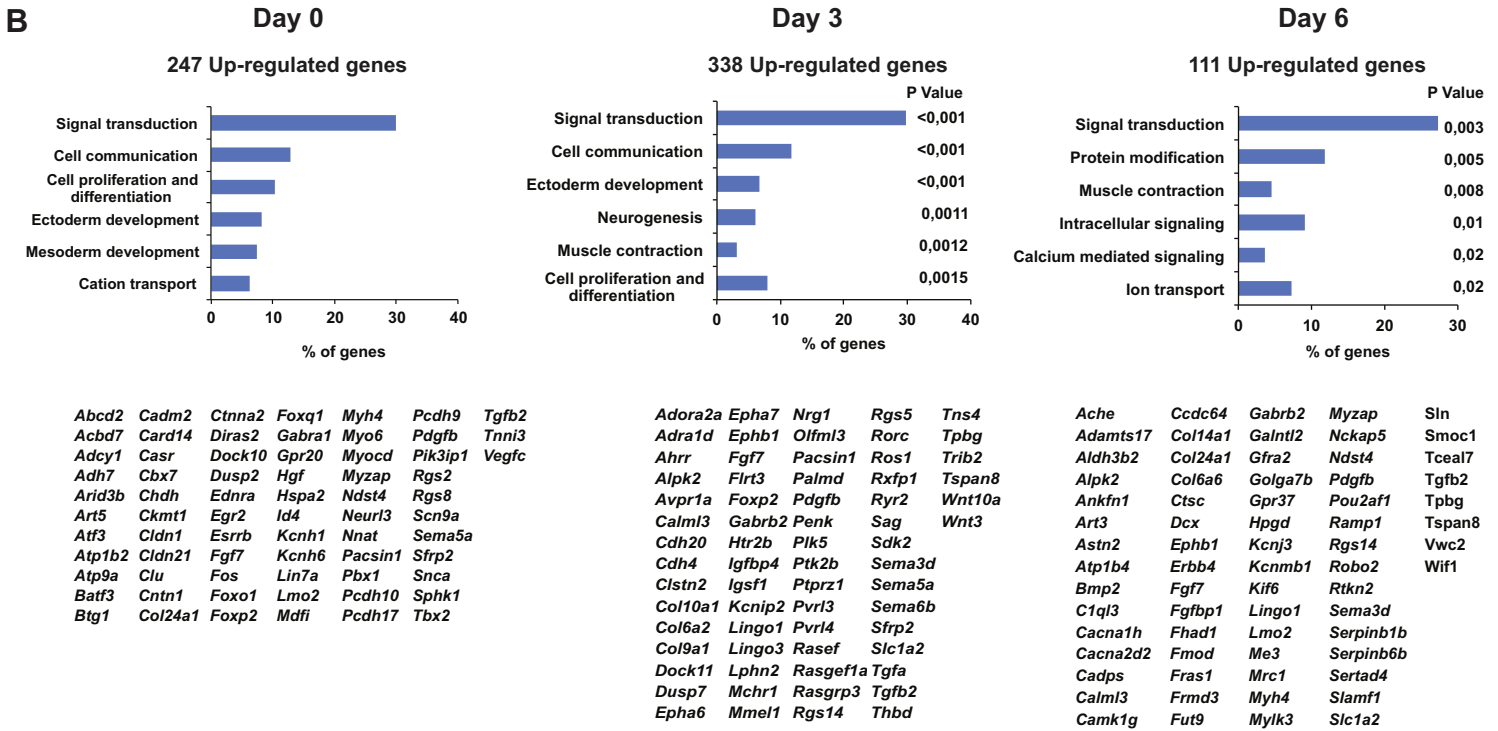 B
Day 0
247 Up-regulated genes
Signal transduction
Cell communication
Cell proliferation and
differentiation
Ectoderm development
Mesoderm development
Cation transport
0 10 20 30 40
% of genes
Abcd2 Cadm2 Ctnna2 Foxq1 Myh4 Pcdh9 Tgfb2
Acbd7 Card14 Diras2 Gabra1 Myo6 Pdgfb Tnni3
Adcy1 Casr Dock10 Gpr20 Myocd Pik3ip1 Vegfc
Adh7 Cbx7 Dusp2 Hgf Myzap Rgs2
Arid3b Chdh Ednra Hspa2 Ndst4 Rgs8
Art5 Ckmt1 Egr2 Id4 Neurl3 Scn9a
Atf3 Cldn1 Esrrb Kcnh1 Nnat Sema5a
Atp1b2 Cldn21 Fgf7 Kcnh6 Pacsin1 Sfrp2
Atp9a Clu Fos Lin7a Pbx1 Snca
Batf3 Cntn1 Foxo1 Lmo2 Pcdh10 Sphk1
Btg1 Col24a1 Foxp2 Mdfi Pcdh17 Tbx2
Day 3
338 Up-regulated genes
P Value
Signal transduction <0,001
Cell communication <0,001
Ectoderm development <0,001
Neurogenesis 0,0011
Muscle contraction 0,0012
Cell proliferation and 0,0015
differentiation
0 10 20 30 40
% of genes
Adora2a Epha7 Nrg1 Rgs5 Tns4
Adra1d Ephb1 Olfml3 Rorc Tpbg
Ahrr Fgf7 Pacsin1 Ros1 Trib2
Alpk2 Flrt3 Palmd Rxfp1 Tspan8
Avpr1a Foxp2 Pdgfb Ryr2 Wnt10a
Calml3 Gabrb2 Penk Sag Wnt3
Cdh20 Htr2b Plk5 Sdk2
Cdh4 Igfbp4 Ptk2b Sema3d
Clstn2 Igsf1 Ptprz1 Sema5a
Col10a1 Kcnip2 Pvrl3 Sema6b
Col6a2 Lingo1 Pvrl4 Sfrp2
Col9a1 Lingo3 Rasef Slc1a2
Dock11 Lphn2 Rasgef1a Tgfa
Dusp7 Mchr1 Rasgrp3 Tgfb2
Epha6 Mmel1 Rgs14 Thbd
Day 6
111 Up-regulated genes
P Value
Signal transduction 0,003
Protein modification 0,005
Muscle contraction 0,008
Intracellular signaling 0,01
Calcium mediated signaling 0,02
Ion transport 0,02
0 10 20 30
% of genes
Ache Ccdc64 Gabrb2 Myzap Sln
Adamts17 Col14a1 Galntl2 Nckap5 Smoc1
Aldh3b2 Col24a1 Gfra2 Ndst4 Tceal7
Alpk2 Col6a6 Golga7b Pdgfb Tgfb2
Ankfn1 Ctsc Gpr37 Pou2af1 Tpbg
Art3 Dcx Hpgd Ramp1 Tspan8
Astn2 Ephb1 Kcnj3 Rgs14 Vwc2
Atp1b4 Erbb4 Kcnmb1 Robo2 Wif1
Bmp2 Fgf7 Kif6 Rtkn2
C1ql3 Fgfbp1 Lingo1 Sema3d
Cacna1h Fhad1 Lmo2 Serpinb1b
Cacna2d2 Fmod Me3 Serpinb6b
Cadps Fras1 Mrc1 Sertad4
Calml3 Frmd3 Myh4 Slamf1
Camk1g Fut9 Mylk3 Slc1a2